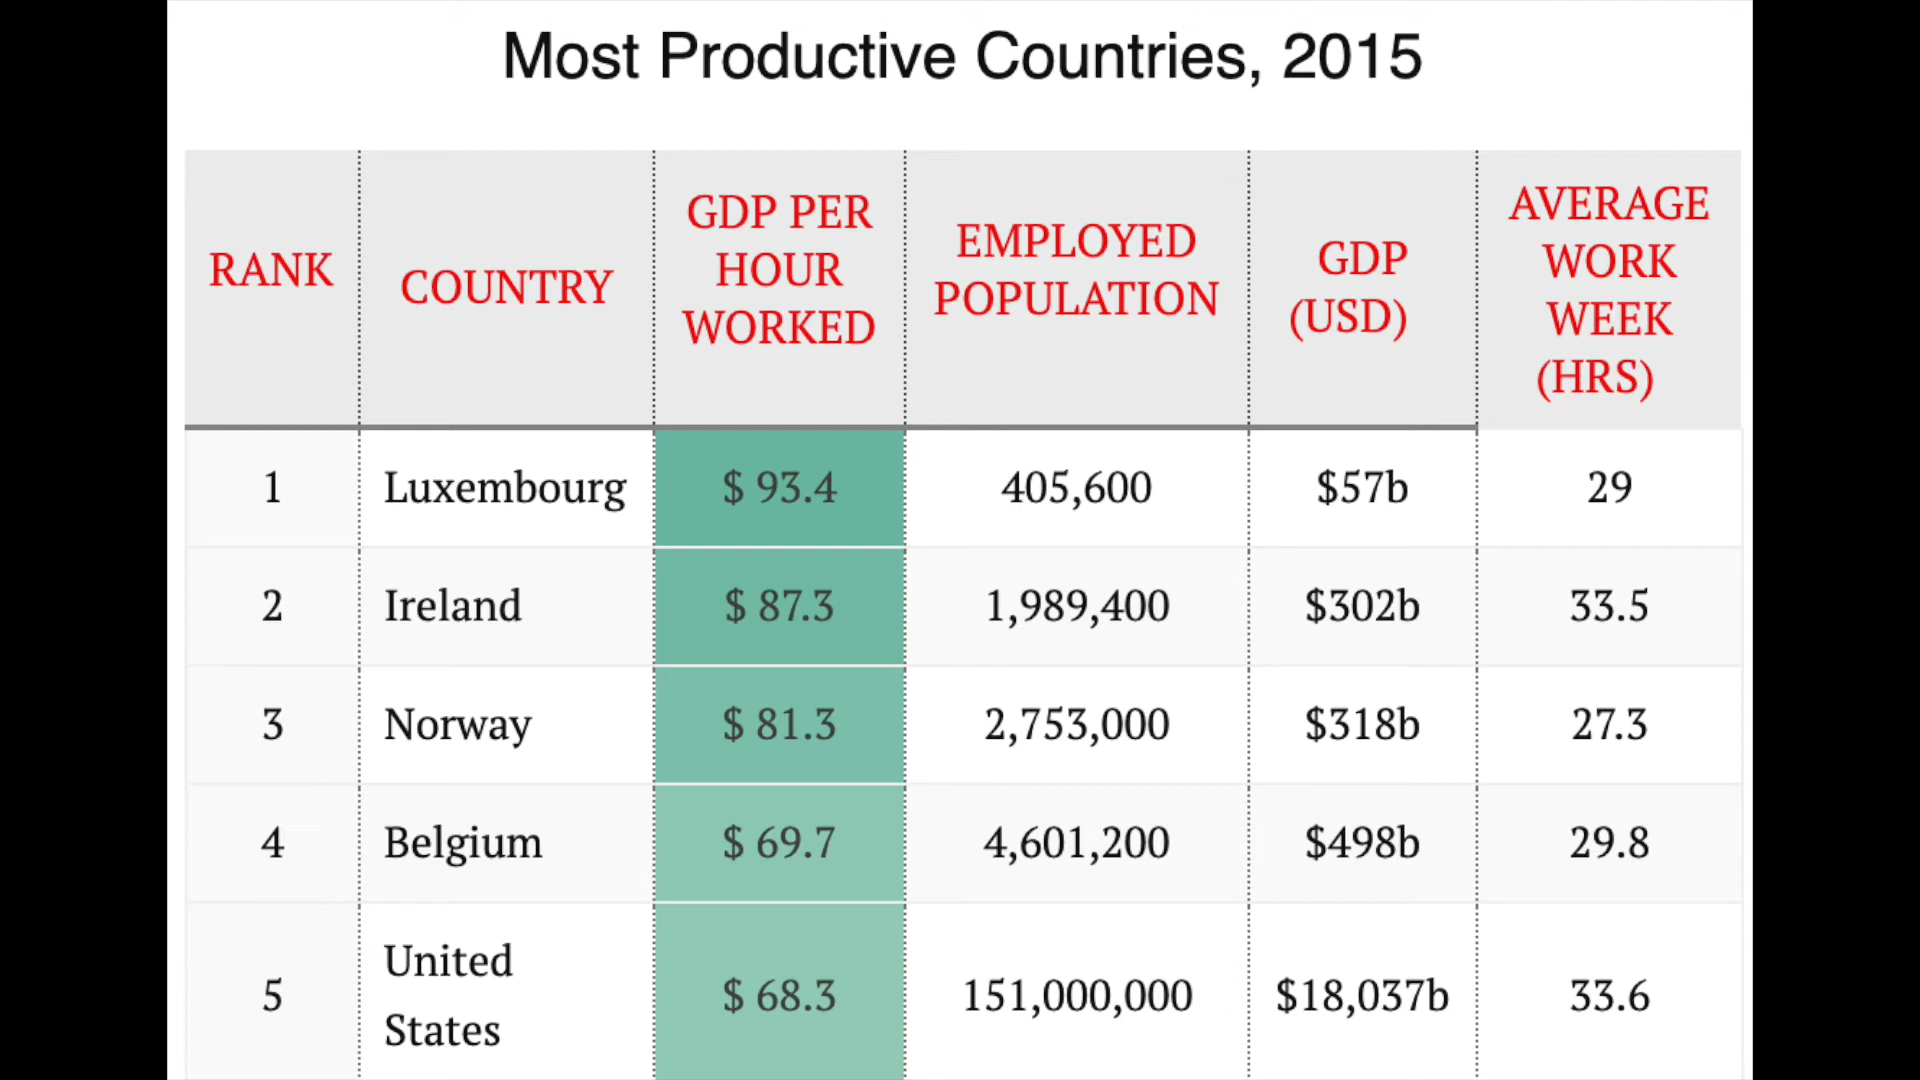 Most Productive Countries, 2015
RANK
COUNTRY
GDP PER
HOUR
WORKED
EMPLOYED
POPULATION
GDP
(USD)
AVERAGE
WORK
WEEK
(HRS)
1 Luxembourg $ 93.4 405,600 $57b 29
2 Ireland $ 87.3 1,989,400 $302b 33.5
3 Norway $ 81.3 2,753,000 $318b 27.3
4 Belgium $ 69.7 4,601,200 $498b 29.8
5 United States $ 68.3 151,000,000 $18,037b 33.6